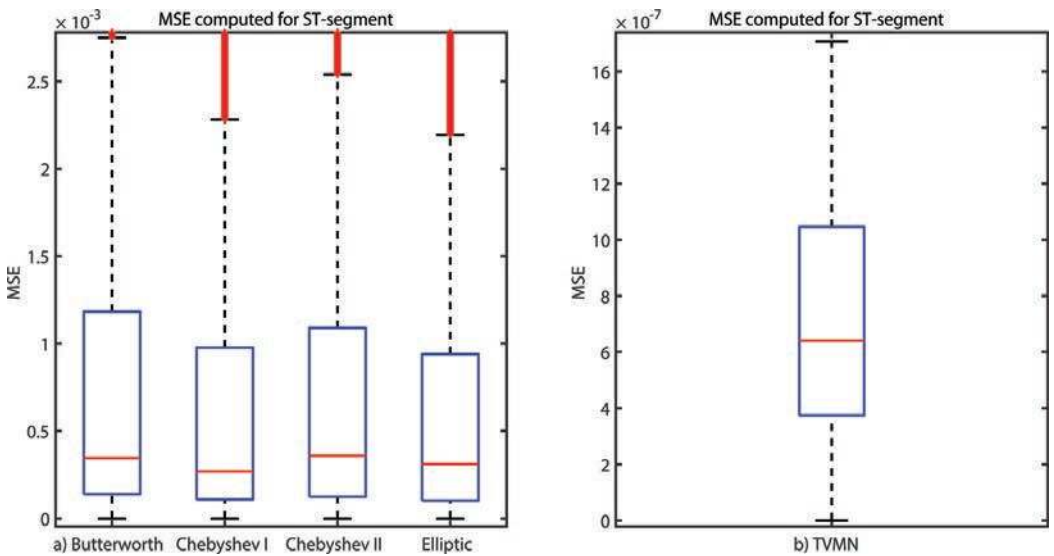 MSE computed for ST-segment
× 10⁻³
2.5
2
1.5
1
0.5
0
MSE
a) Butterworth Chebyshev I Chebyshev II Elliptic
MSE computed for ST-segment
× 10⁻⁷
16
14
12
10
8
6
4
2
0
MSE
b) TVMN